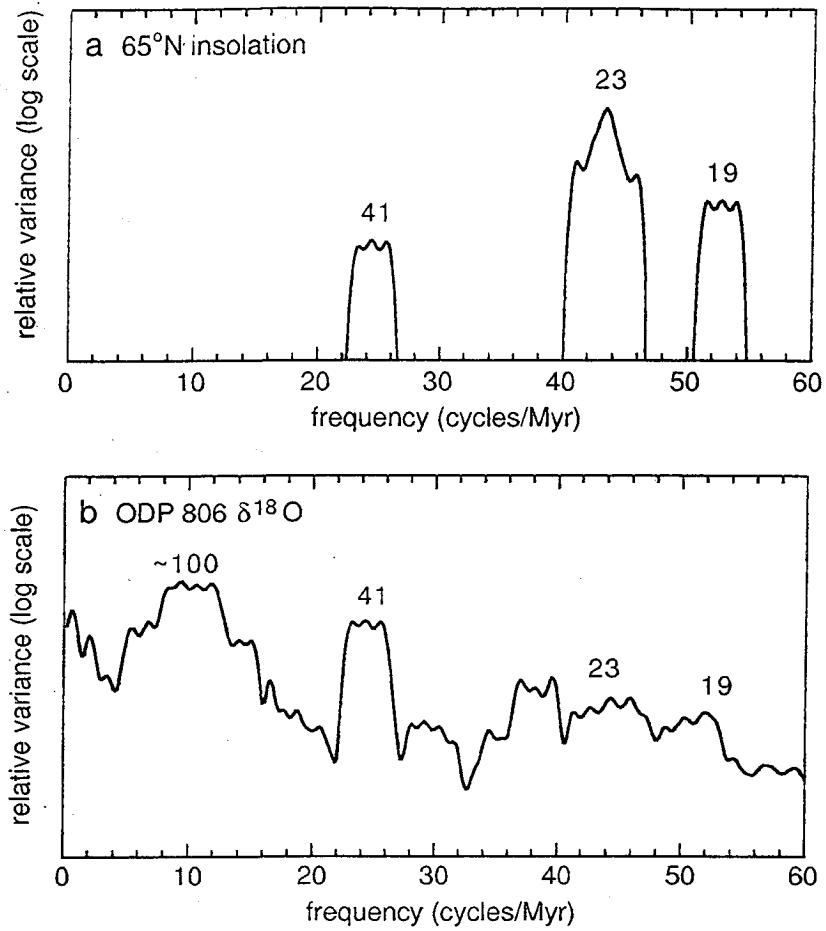 a 65°N insolation
relative variance (log scale)
41
23
19
0 10 20 30 40 50 60
frequency (cycles/Myr)
b ODP 806 δ¹⁸O
relative variance (log scale)
~100
41
23
19
0 10 20 30 40 50 60
frequency (cycles/Myr)